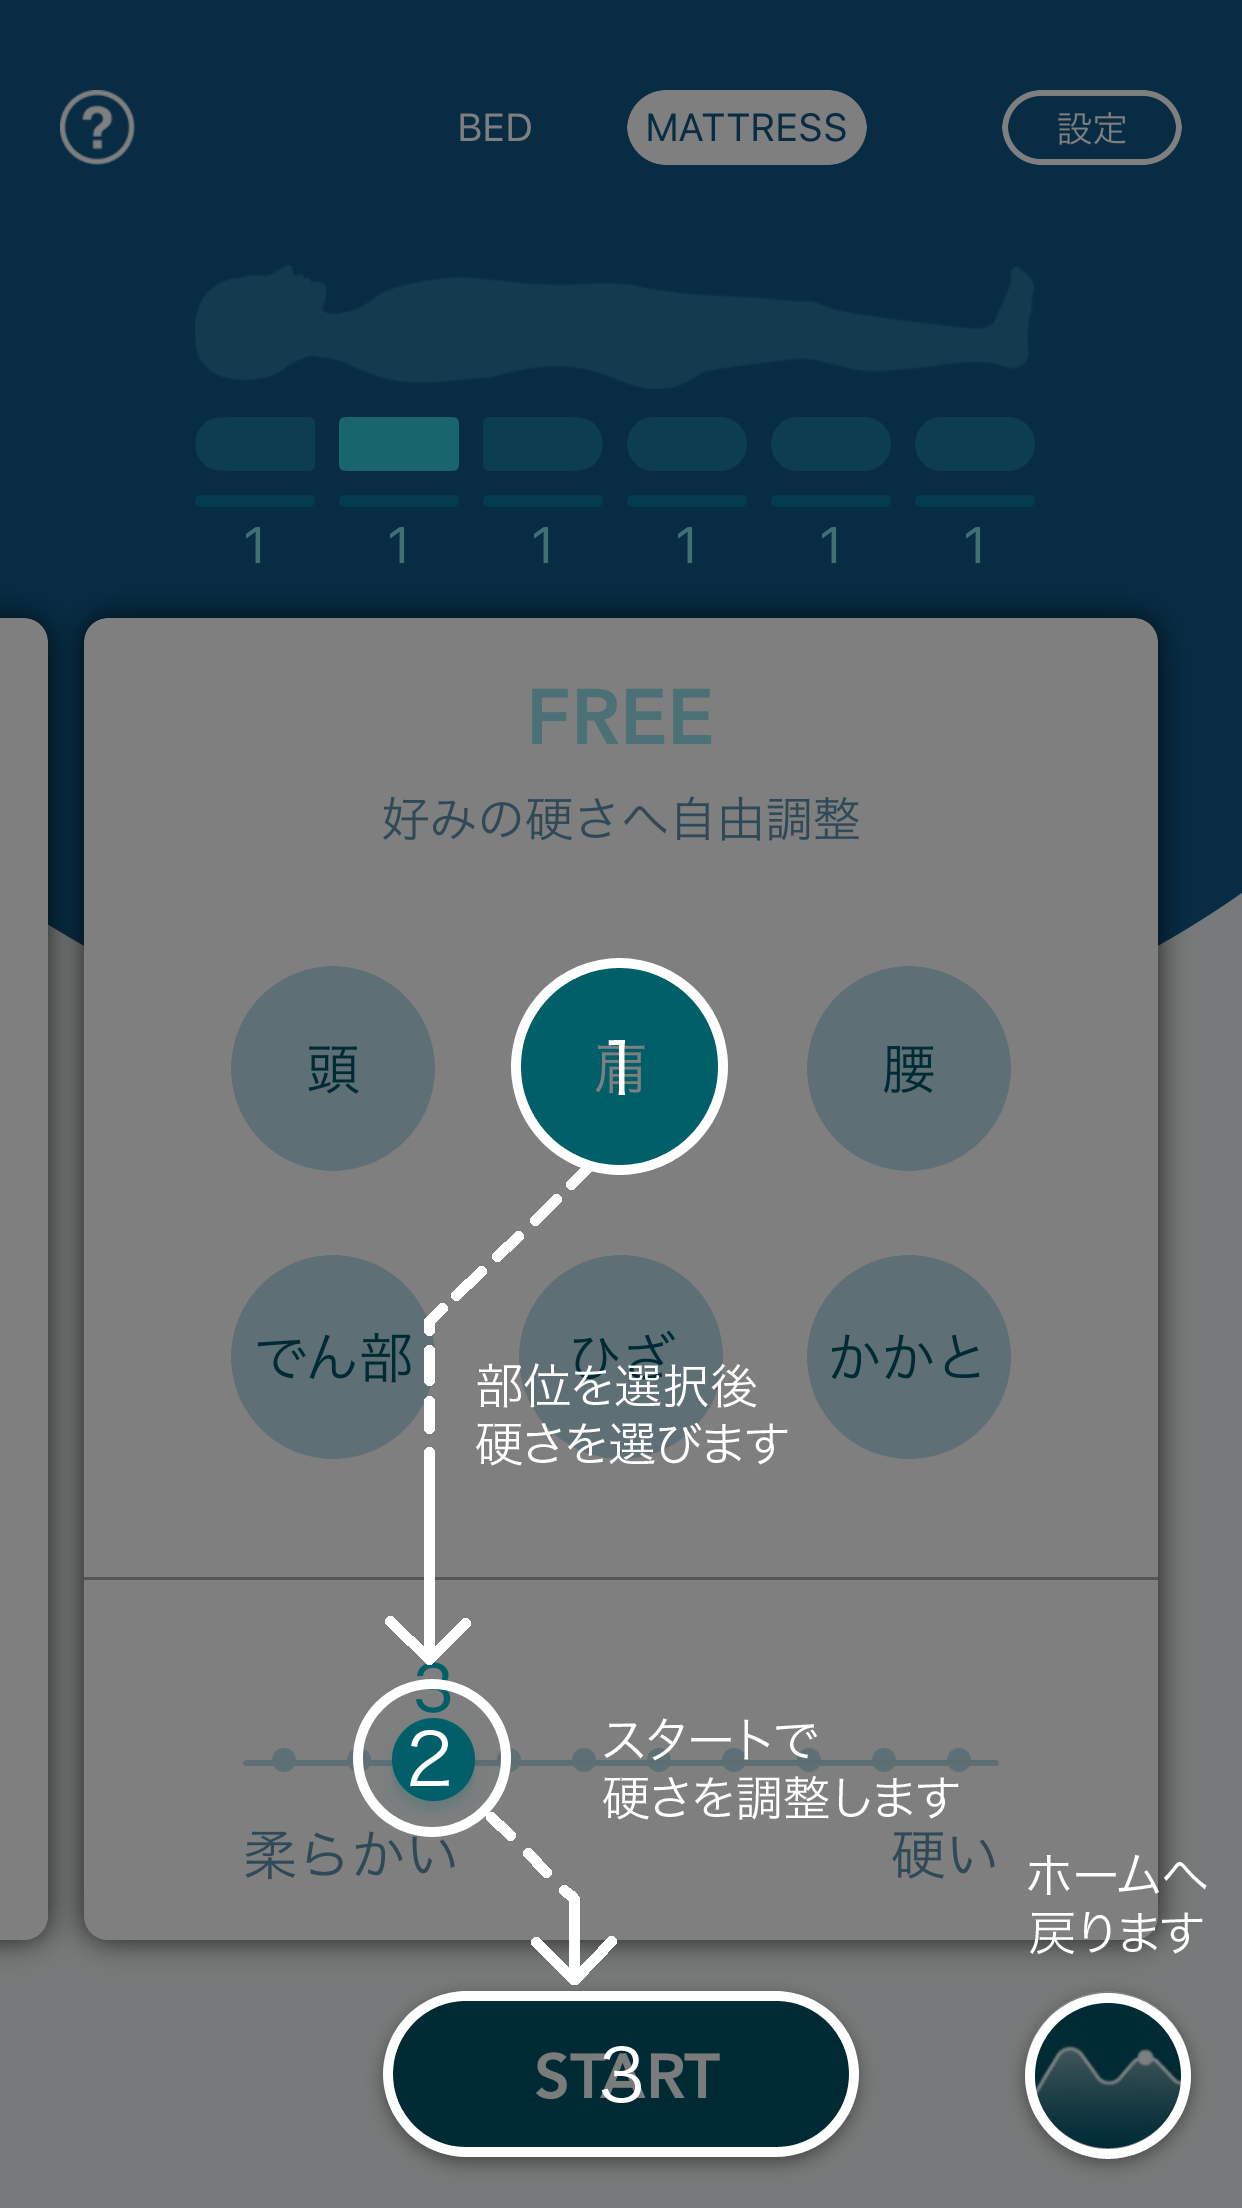 ?
BED
MATTRESS
設定
1 1 1 1 1 1
FREE
好みの硬さへ自由調整
頭
肩
1
腰
でん部
ひざ
かかと
部位を選択後
硬さを選びます
3
2
スタートで
硬さを調整します
柔らかい
硬い
ホームへ
戻ります
START
3